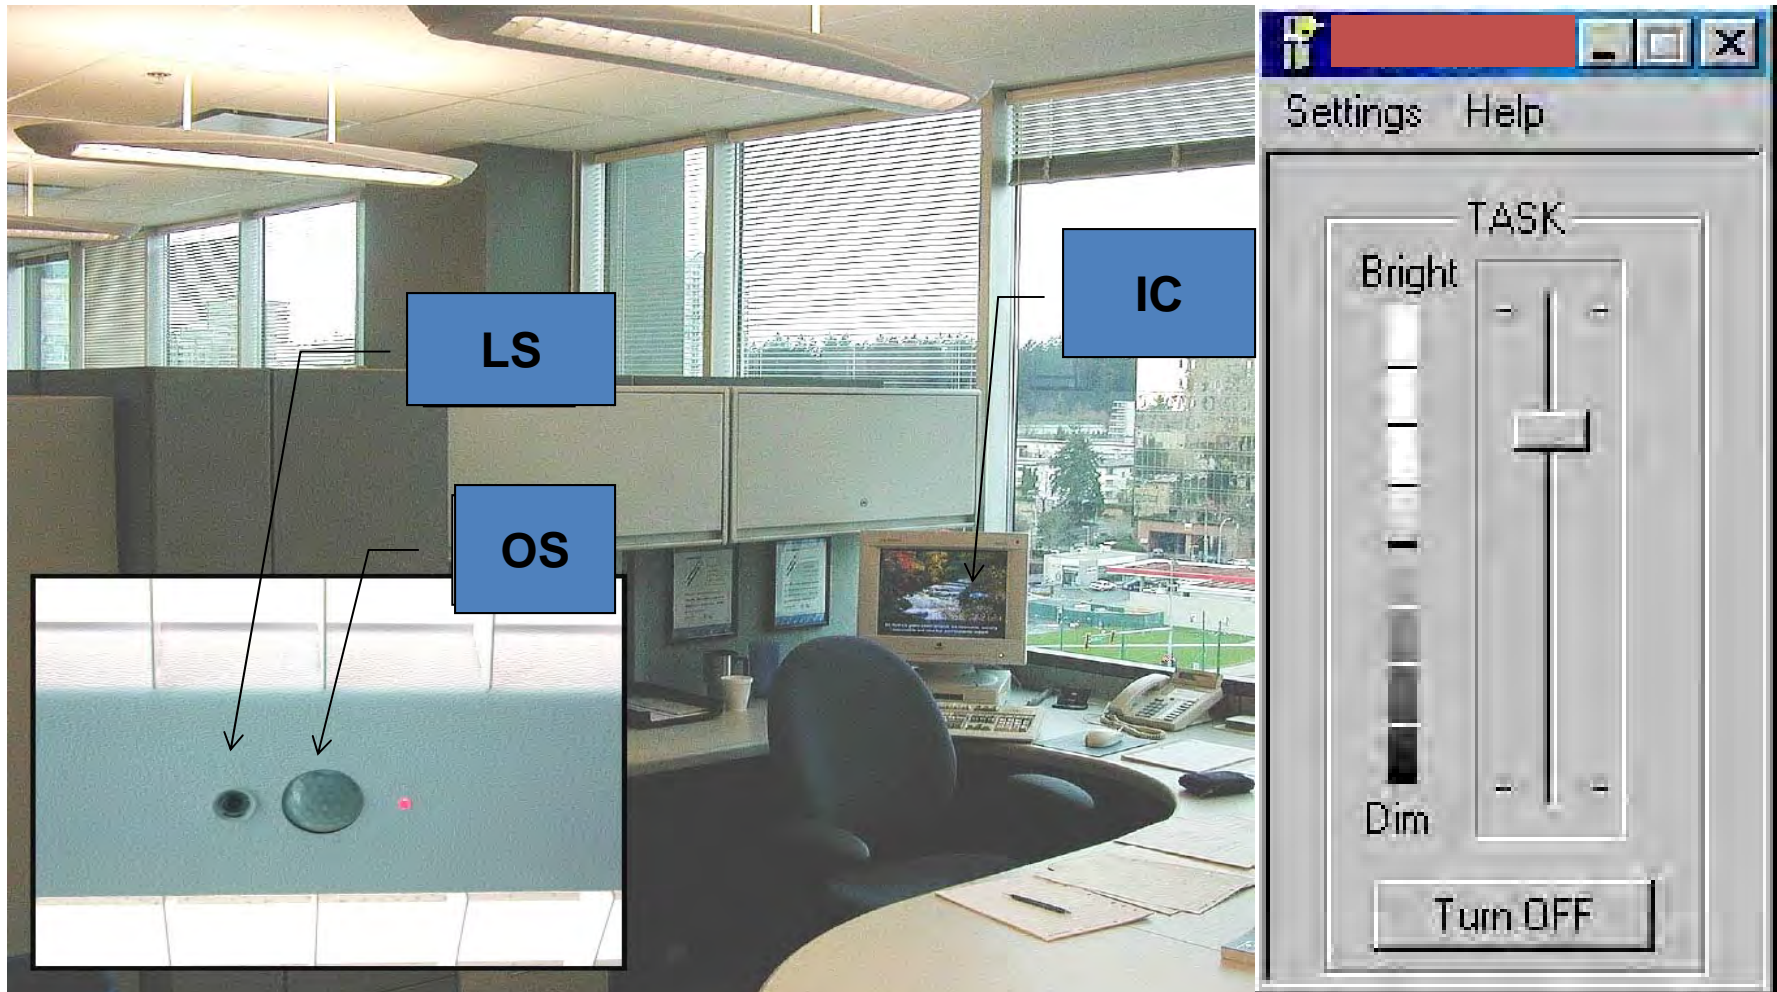 LS
OS
IC
Settings Help
TASK
Bright
Dim
Turn OFF